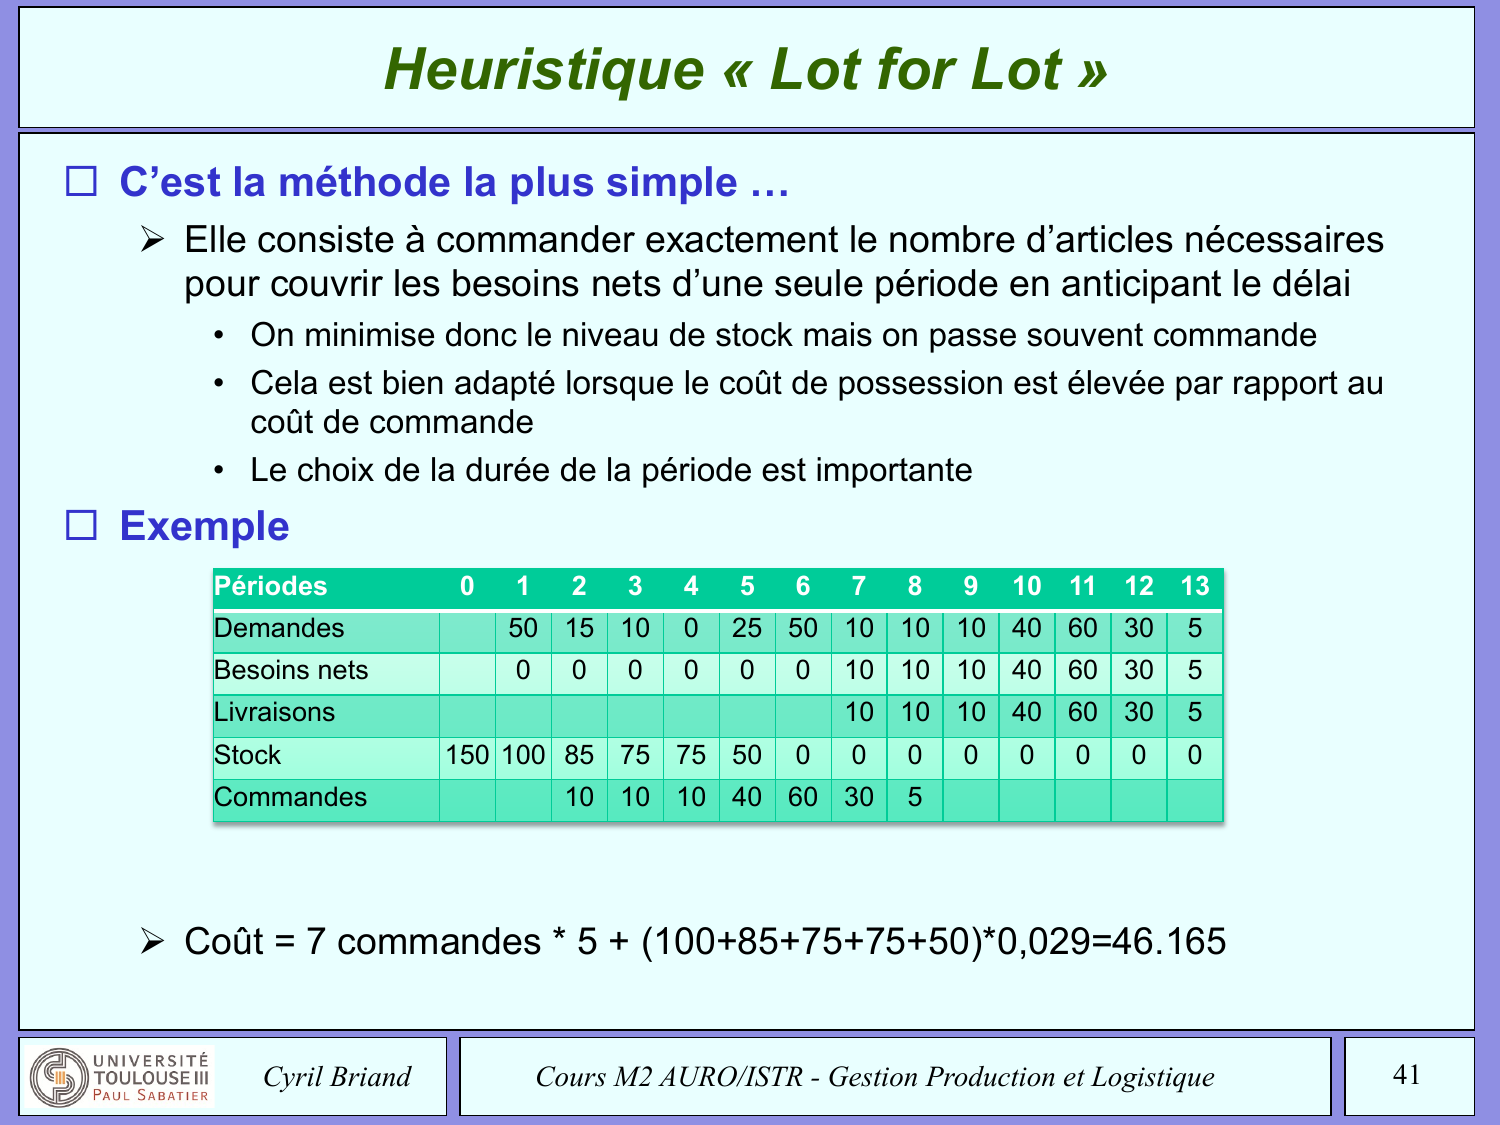 Heuristique « Lot for Lot »
C’est la méthode la plus simple …
Elle consiste à commander exactement le nombre d’articles nécessaires
pour couvrir les besoins nets d’une seule période en anticipant le délai
• On minimise donc le niveau de stock mais on passe souvent commande
• Cela est bien adapté lorsque le coût de possession est élevée par rapport au
coût de commande
• Le choix de la durée de la période est importante
Exemple
Périodes 0 1 2 3 4 5 6 7 8 9 10 11 12 13
Demandes 50 15 10 0 25 50 10 10 10 40 60 30 5
Besoins nets 0 0 0 0 0 0 10 10 10 40 60 30 5
Livraisons 10 10 10 40 60 30 5
Stock 150 100 85 75 75 50 0 0 0 0 0 0 0 0
Commandes 10 10 10 40 60 30 5
Coût = 7 commandes * 5 + (100+85+75+75+50)*0,029=46.165
UNIVERSITÉ
TOULOUSE III
PAUL SABATIER
Cyril Briand
Cours M2 AURO/ISTR - Gestion Production et Logistique
41